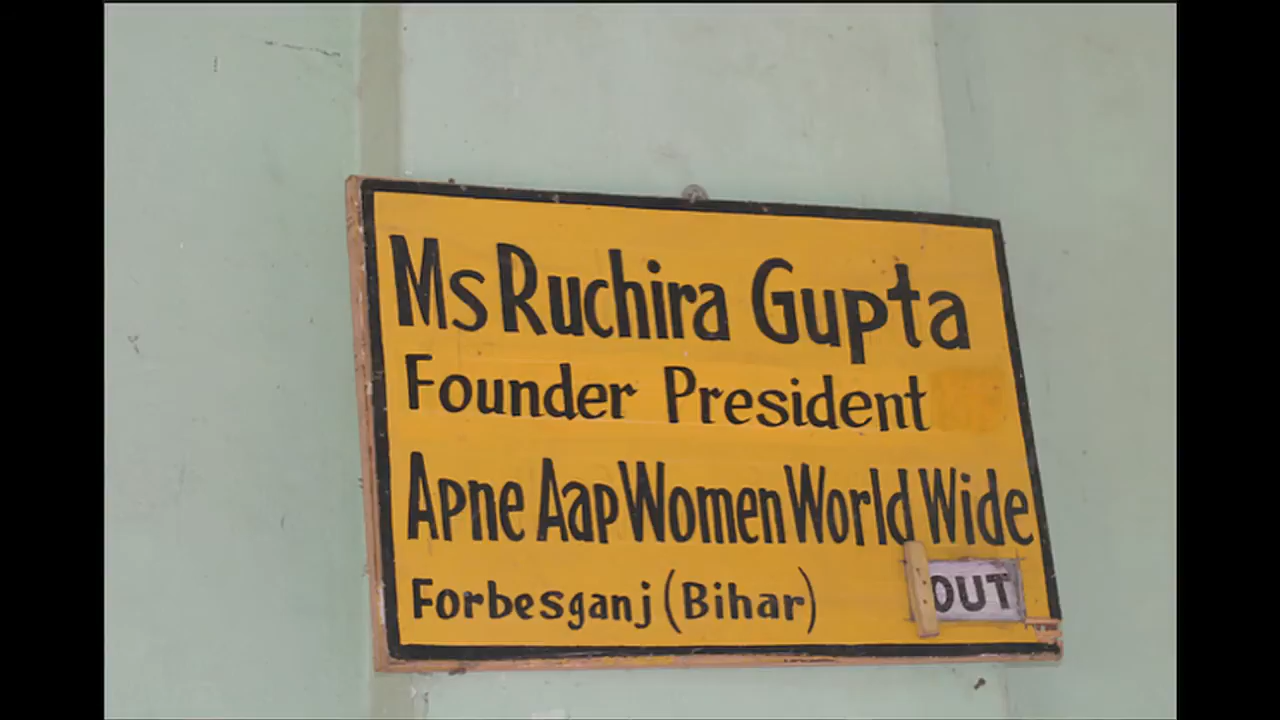 Ms Ruchira Gupta
Founder President
Apne Aap Women World Wide
Forbesganj (Bihar)
OUT